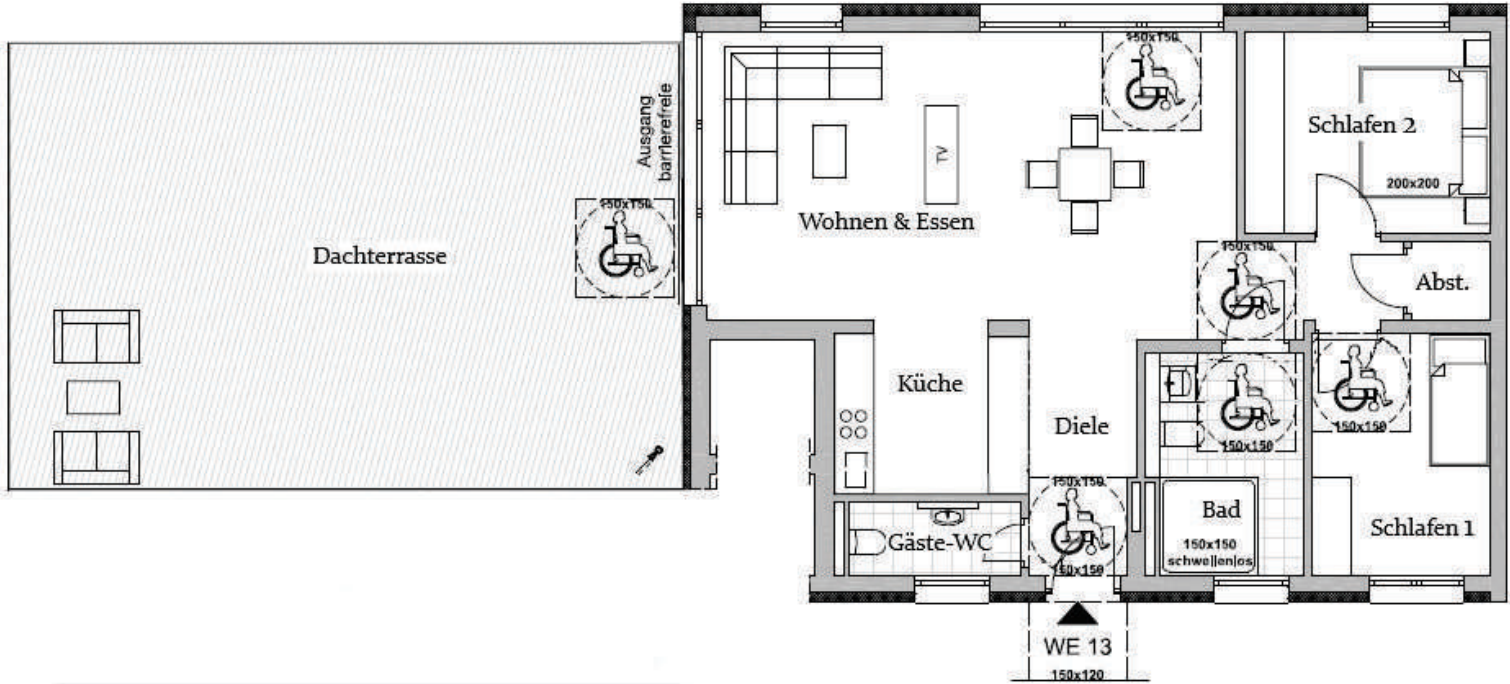 150x150
Ausgang
barrierefreie
Schlafen 2
TV
200x200
150x150
Wohnen & Essen
Dachterrasse
150x150
Abst.
Küche
Diele
150x150
150x150
150x150
Bad
Schlafen 1
Gäste-WC
150x150
schwellenlos
150x150
WE 13
150x120